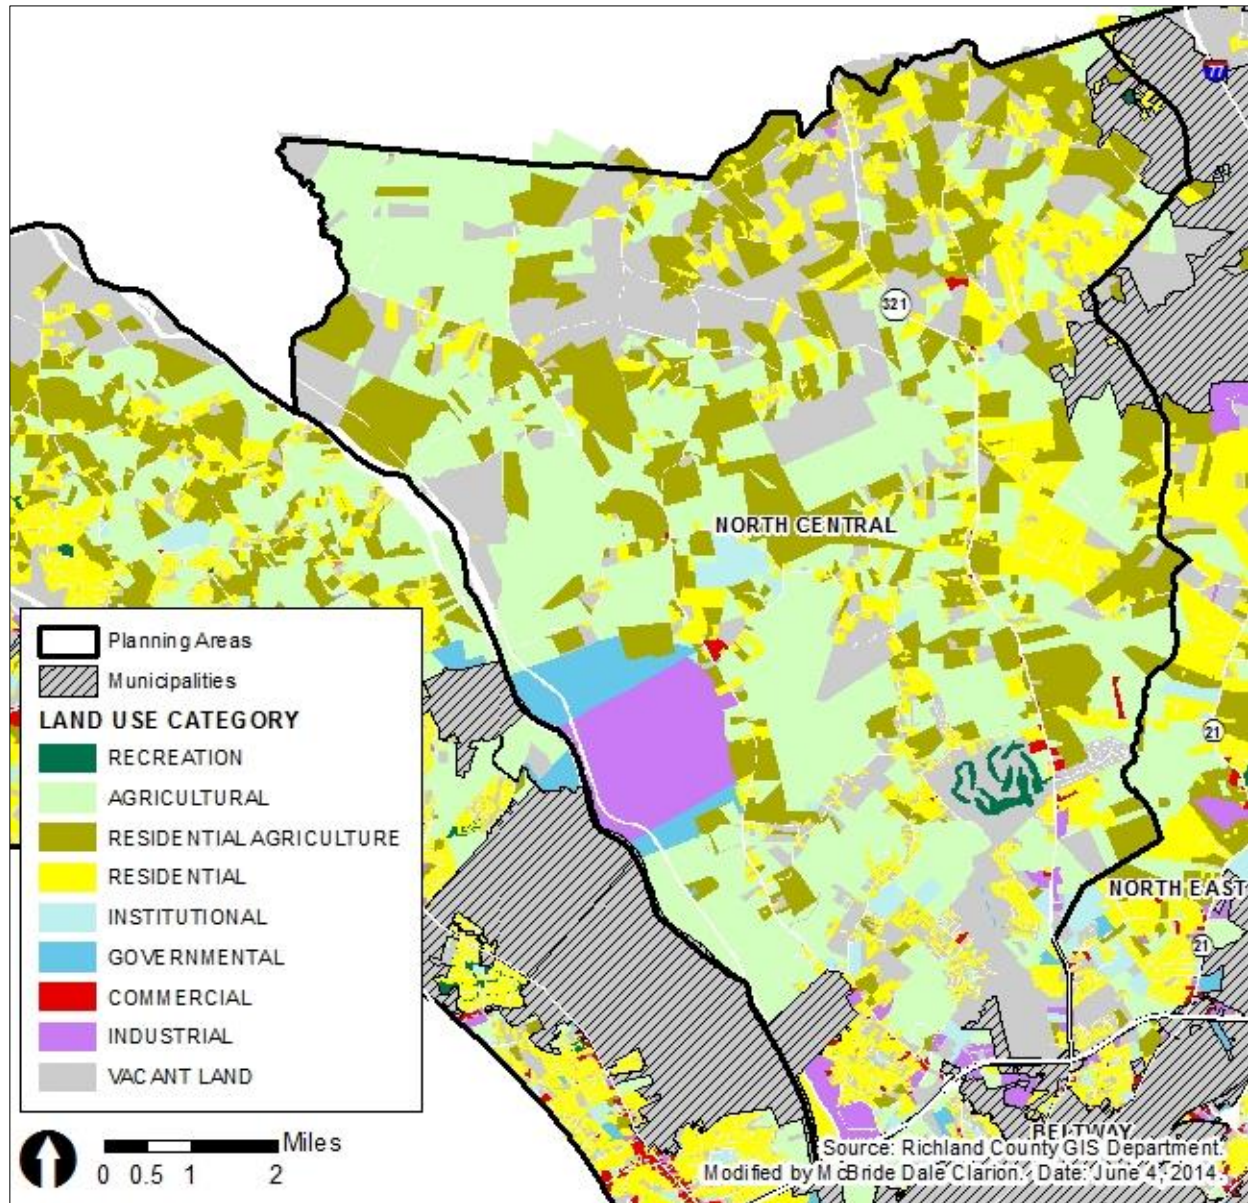 77
321
NORTH CENTRAL
21
NORTH EAST
21
BELTWAY
Planning Areas
Municipalities
LAND USE CATEGORY
RECREATION
AGRICULTURAL
RESIDENTIAL AGRICULTURE
RESIDENTIAL
INSTITUTIONAL
GOVERNMENTAL
COMMERCIAL
INDUSTRIAL
VACANT LAND
Miles
0 0.5 1 2
Source: Richland County GIS Department.
Modified by McBride Dale Clarion. Date: June 4, 2014.